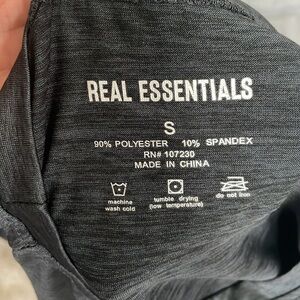 REAL ESSENTIALS
S
90% POLYESTER 10% SPANDEX
RN# 107230
MADE IN CHINA
machine wash cold
tumble drying (low temperature)
do not iron